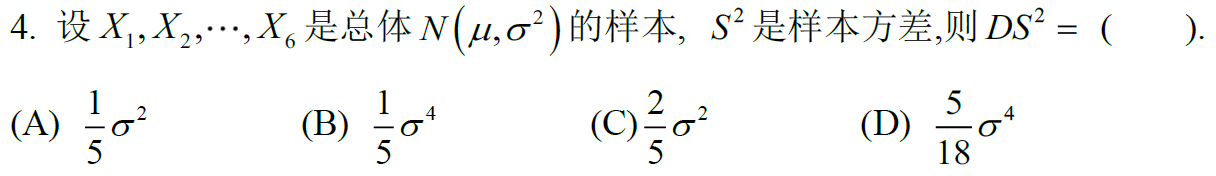 4. 设 X₁,X₂,⋯,X₆ 是总体 N(μ,σ²) 的样本, S² 是样本方差,则 DS² = ( ).
(A) 1/5 σ² (B) 1/5 σ⁴ (C) 2/5 σ² (D) 5/18 σ⁴